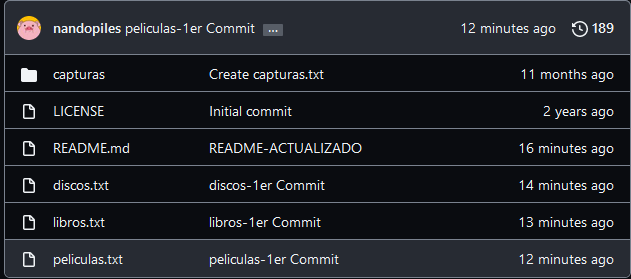 nandopiles peliculas-1er Commit ... 12 minutes ago 189
capturas Create capturas.txt 11 months ago
LICENSE Initial commit 2 years ago
README.md README-ACTUALIZADO 16 minutes ago
discos.txt discos-1er Commit 14 minutes ago
libros.txt libros-1er Commit 13 minutes ago
peliculas.txt peliculas-1er Commit 12 minutes ago